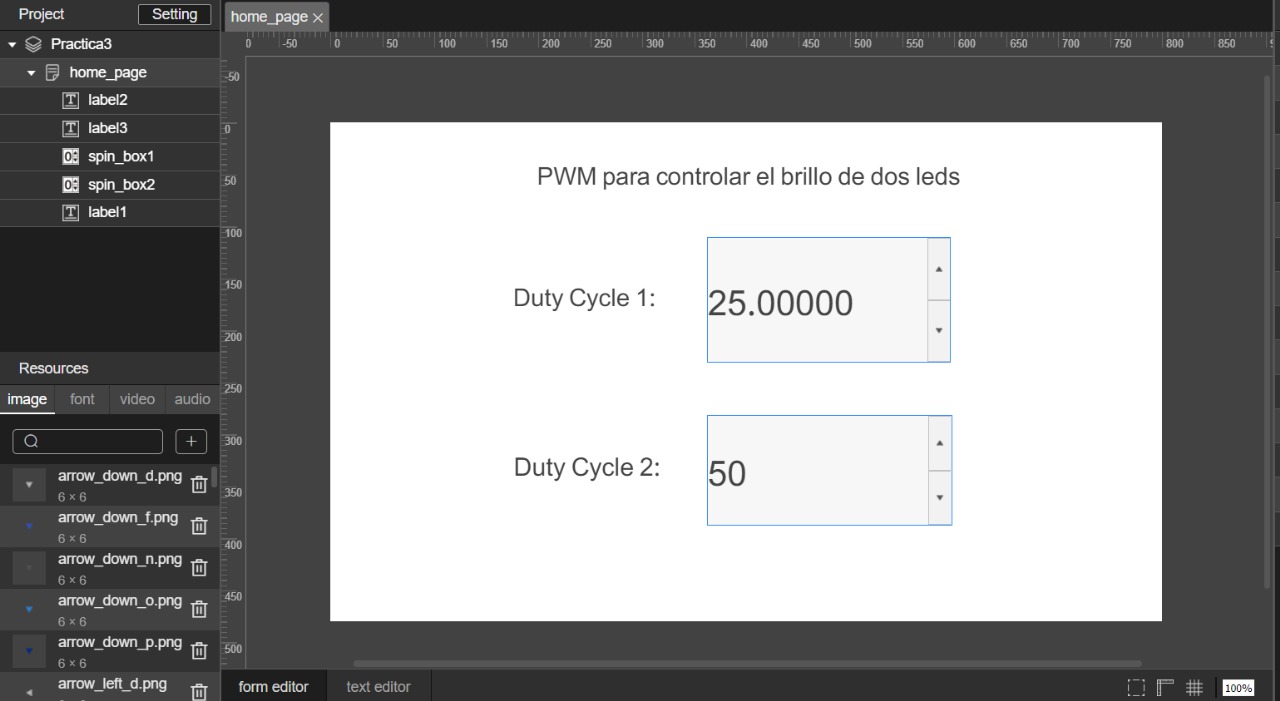 Project Setting
Practica3
home_page
label2
label3
spin_box1
spin_box2
label1
Resources
image font video audio
arrow_down_d.png
6 × 6
arrow_down_f.png
6 × 6
arrow_down_n.png
6 × 6
arrow_down_o.png
6 × 6
arrow_down_p.png
6 × 6
arrow_left_d.png
home_page
0 -50 0 50 100 150 200 250 300 350 400 450 500 550 600 650 700 750 800 850
-50
0
50
100
150
200
250
300
350
400
450
500
PWM para controlar el brillo de dos leds
Duty Cycle 1: 25.00000
Duty Cycle 2: 50
form editor text editor 100%